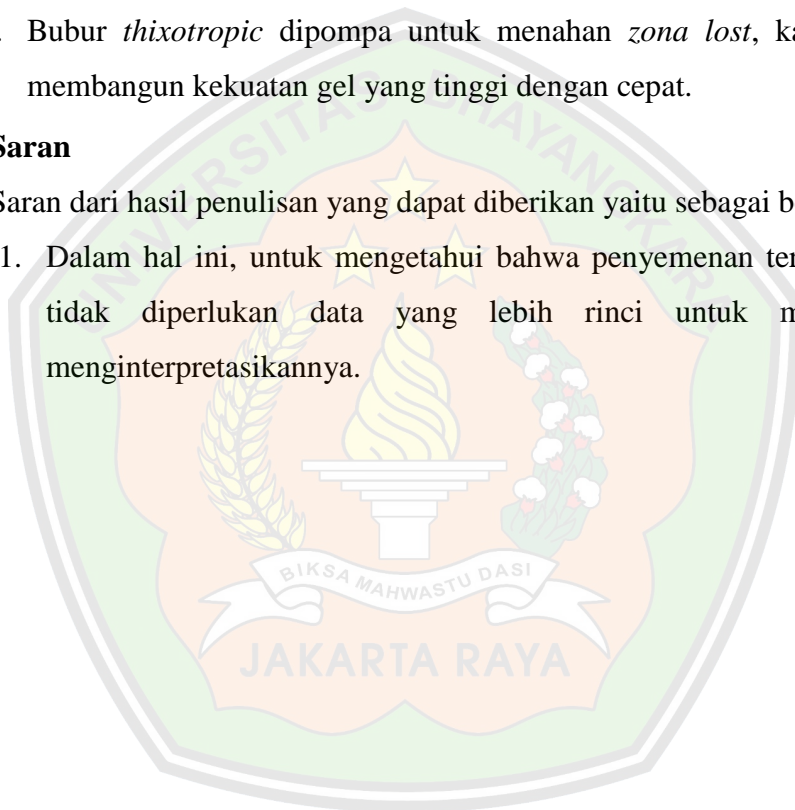 . Bubur thixotropic dipompa untuk menahan zona lost, ka
membangun kekuatan gel yang tinggi dengan cepat.
Saran
Saran dari hasil penulisan yang dapat diberikan yaitu sebagai b
1. Dalam hal ini, untuk mengetahui bahwa penyemenan ter
tidak diperlukan data yang lebih rinci untuk m
menginterpretasikannya.
UNIVERSITAS BHAYANGKARA
BIKSA MAHWASTU DASI
JAKARTA RAYA